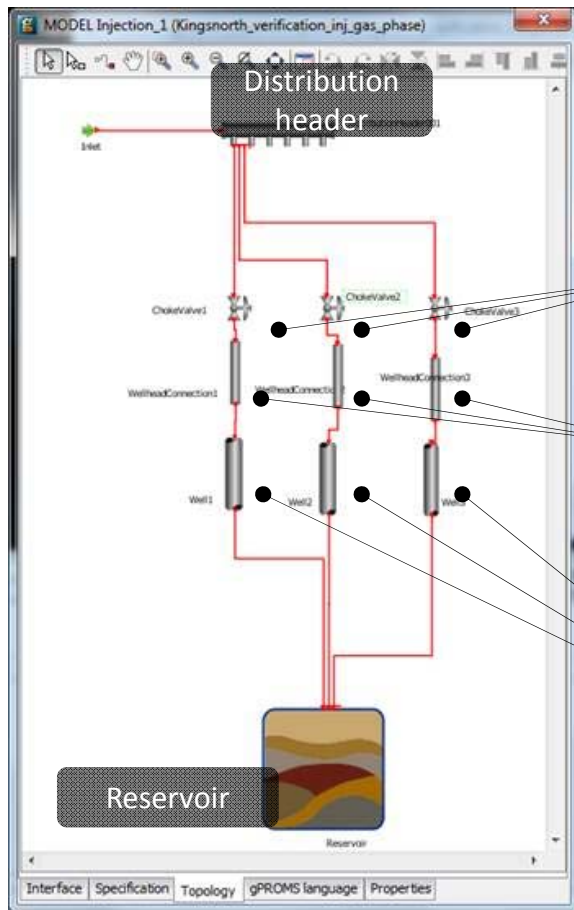 MODEL Injection_1 (Kingsnorth_verification_inj_gas_phase)
Distribution
header
Inlet
ChokeValve1
ChokeValve2
ChokeValve3
WellheadConnection1
WellheadConnection3
Well1
Well2
Reservoir
Reservoir
Interface
Specification
Topology
gPROMS language
Properties